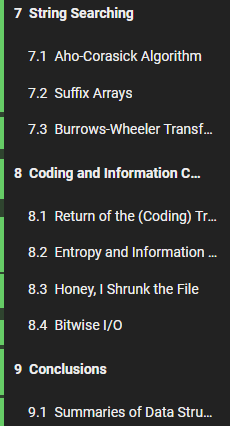 7 String Searching
7.1 Aho-Corasick Algorithm
7.2 Suffix Arrays
7.3 Burrows-Wheeler Transf...
8 Coding and Information C...
8.1 Return of the (Coding) Tr...
8.2 Entropy and Information ...
8.3 Honey, I Shrunk the File
8.4 Bitwise I/O
9 Conclusions
9.1 Summaries of Data Stru...